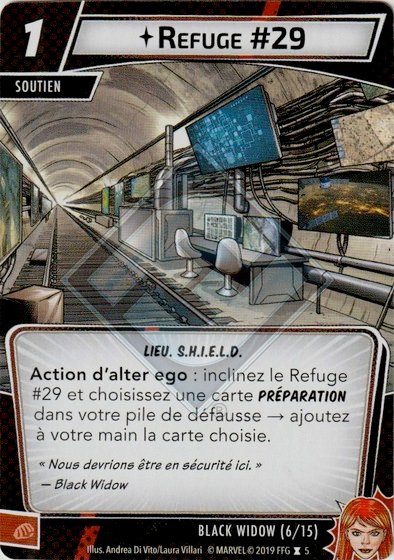 1
REFUGE #29
SOUTIEN
LIEU. S.H.I.E.L.D.
Action d'alter ego : inclinez le Refuge
#29 et choisissez une carte PRÉPARATION
dans votre pile de défausse → ajoutez
à votre main la carte choisie.
« Nous devrions être en sécurité ici. »
– Black Widow
BLACK WIDOW (6/15)
Illus. Andrea Di Vito/Laura Villari © MARVEL © 2019 FFG 5